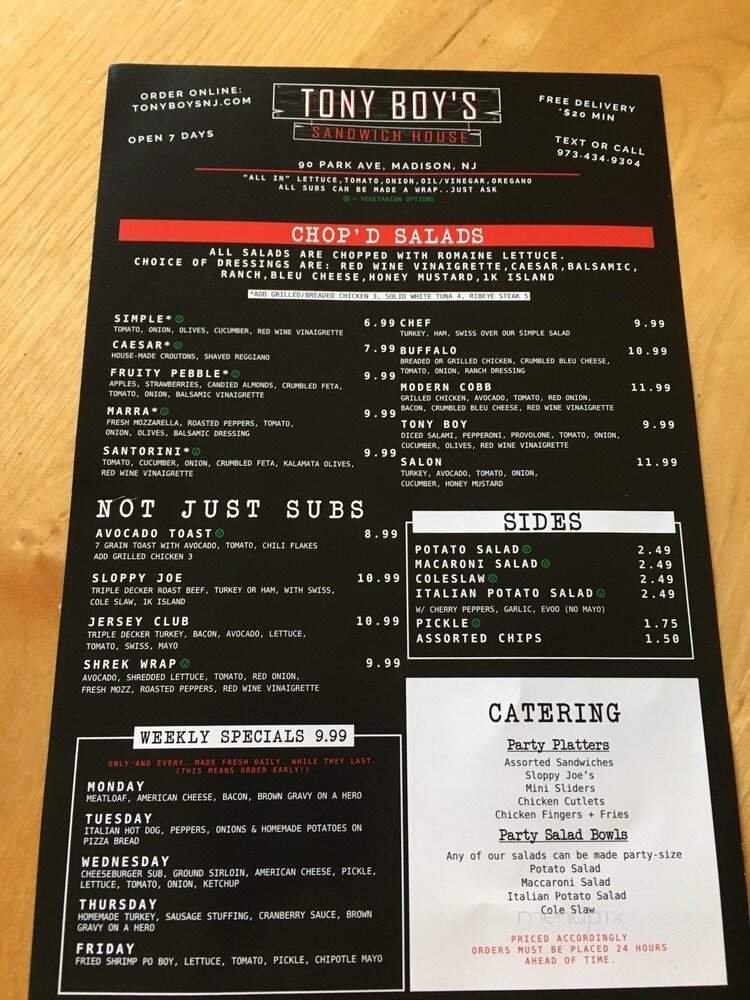 ORDER ONLINE:
TONYBOYSNJ.COM
OPEN 7 DAYS
TONY BOY'S
SANDWICH HOUSE
FREE DELIVERY
*$20 MIN
TEXT OR CALL
973.434.9304
90 PARK AVE, MADISON, NJ
"ALL IN" LETTUCE,TOMATO,ONION,OIL/VINEGAR,OREGANO
ALL SUBS CAN BE MADE A WRAP..JUST ASK
= VEGETARIAN OPTIONS
CHOP'D SALADS
ALL SALADS ARE CHOPPED WITH ROMAINE LETTUCE.
CHOICE OF DRESSINGS ARE: RED WINE VINAIGRETTE,CAESAR,BALSAMIC,
RANCH,BLEU CHEESE,HONEY MUSTARD,1K ISLAND
*ADD GRILLED/BREADED CHICKEN 3, SOLID WHITE TUNA 4, RIBEYE STEAK 5
SIMPLE* 6.99
TOMATO, ONION, OLIVES, CUCUMBER, RED WINE VINAIGRETTE
CAESAR* 7.99
HOUSE-MADE CROUTONS, SHAVED REGGIANO
FRUITY PEBBLE* 9.99
APPLES, STRAWBERRIES, CANDIED ALMONDS, CRUMBLED FETA,
TOMATO, ONION, BALSAMIC VINAIGRETTE
MARRA* 9.99
FRESH MOZZARELLA, ROASTED PEPPERS, TOMATO,
ONION, OLIVES, BALSAMIC DRESSING
SANTORINI* 9.99
TOMATO, CUCUMBER, ONION, CRUMBLED FETA, KALAMATA OLIVES,
RED WINE VINAIGRETTE
CHEF 9.99
TURKEY, HAM, SWISS OVER OUR SIMPLE SALAD
BUFFALO 10.99
BREADED OR GRILLED CHICKEN, CRUMBLED BLEU CHEESE,
TOMATO, ONION, RANCH DRESSING
MODERN COBB 11.99
GRILLED CHICKEN, AVOCADO, TOMATO, RED ONION,
BACON, CRUMBLED BLEU CHEESE, RED WINE VINAIGRETTE
TONY BOY 9.99
DICED SALAMI, PEPPERONI, PROVOLONE, TOMATO, ONION,
CUCUMBER, OLIVES, RED WINE VINAIGRETTE
SALON 11.99
TURKEY, AVOCADO, TOMATO, ONION,
CUCUMBER, HONEY MUSTARD
NOT JUST SUBS
AVOCADO TOAST 8.99
7 GRAIN TOAST WITH AVOCADO, TOMATO, CHILI FLAKES
ADD GRILLED CHICKEN 3
SLOPPY JOE 10.99
TRIPLE DECKER ROAST BEEF, TURKEY OR HAM, WITH SWISS,
COLE SLAW, 1K ISLAND
JERSEY CLUB 10.99
TRIPLE DECKER TURKEY, BACON, AVOCADO, LETTUCE,
TOMATO, SWISS, MAYO
SHREK WRAP 9.99
AVOCADO, SHREDDED LETTUCE, TOMATO, RED ONION,
FRESH MOZZ, ROASTED PEPPERS, RED WINE VINAIGRETTE
SIDES
POTATO SALAD 2.49
MACARONI SALAD 2.49
COLESLAW 2.49
ITALIAN POTATO SALAD 2.49
W/ CHERRY PEPPERS, GARLIC, EVOO (NO MAYO)
PICKLE 1.75
ASSORTED CHIPS 1.50
WEEKLY SPECIALS 9.99
ONLY AND EVERY. MADE FRESH DAILY. WHILE THEY LAST.
(THIS MEANS ORDER EARLY!)
MONDAY
MEATLOAF, AMERICAN CHEESE, BACON, BROWN GRAVY ON A HERO
TUESDAY
ITALIAN HOT DOG, PEPPERS, ONIONS & HOMEMADE POTATOES ON
PIZZA BREAD
WEDNESDAY
CHEESEBURGER SUB, GROUND SIRLOIN, AMERICAN CHEESE, PICKLE,
LETTUCE, TOMATO, ONION, KETCHUP
THURSDAY
HOMEMADE TURKEY, SAUSAGE STUFFING, CRANBERRY SAUCE, BROWN
GRAVY ON A HERO
FRIDAY
FRIED SHRIMP PO BOY, LETTUCE, TOMATO, PICKLE, CHIPOTLE MAYO
CATERING
Party Platters
Assorted Sandwiches
Sloppy Joe's
Mini Sliders
Chicken Cutlets
Chicken Fingers + Fries
Party Salad Bowls
Any of our salads can be made party-size
Potato Salad
Maccaroni Salad
Italian Potato Salad
Cole Slaw
menupix
PRICED ACCORDINGLY
ORDERS MUST BE PLACED 24 HOURS
AHEAD OF TIME.